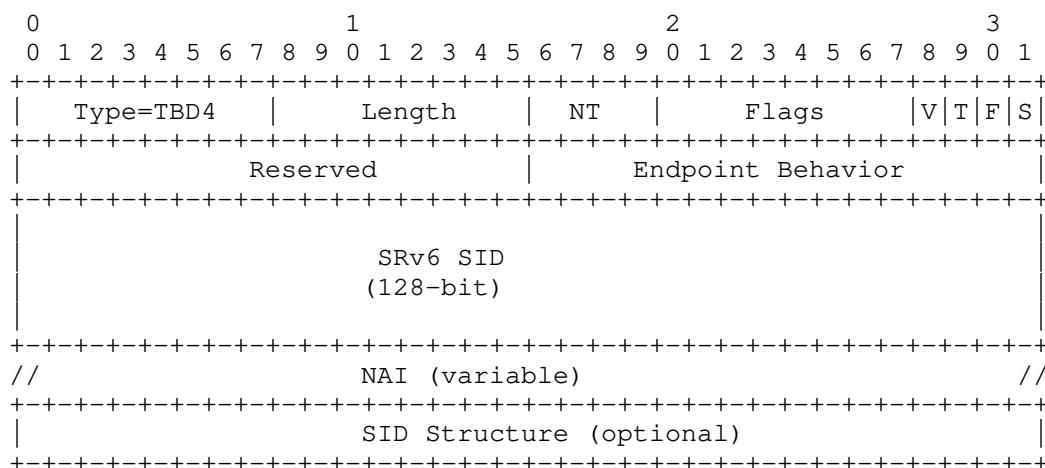 0                   1                   2                   3
 0 1 2 3 4 5 6 7 8 9 0 1 2 3 4 5 6 7 8 9 0 1 2 3 4 5 6 7 8 9 0 1
+-+-+-+-+-+-+-+-+-+-+-+-+-+-+-+-+-+-+-+-+-+-+-+-+-+-+-+-+-+-+-+-+
|   Type=TBD4   |     Length    |  NT   |     Flags     |V|T|F|S|
+-+-+-+-+-+-+-+-+-+-+-+-+-+-+-+-+-+-+-+-+-+-+-+-+-+-+-+-+-+-+-+-+
|              Reserved         |      Endpoint Behavior        |
+-+-+-+-+-+-+-+-+-+-+-+-+-+-+-+-+-+-+-+-+-+-+-+-+-+-+-+-+-+-+-+-+
|                                                               |
|                      SRv6 SID                                 |
|                     (128-bit)                                 |
|                                                               |
+-+-+-+-+-+-+-+-+-+-+-+-+-+-+-+-+-+-+-+-+-+-+-+-+-+-+-+-+-+-+-+-+
//                    NAI (variable)                           //
+-+-+-+-+-+-+-+-+-+-+-+-+-+-+-+-+-+-+-+-+-+-+-+-+-+-+-+-+-+-+-+-+
|                     SID Structure (optional)                  |
+-+-+-+-+-+-+-+-+-+-+-+-+-+-+-+-+-+-+-+-+-+-+-+-+-+-+-+-+-+-+-+-+